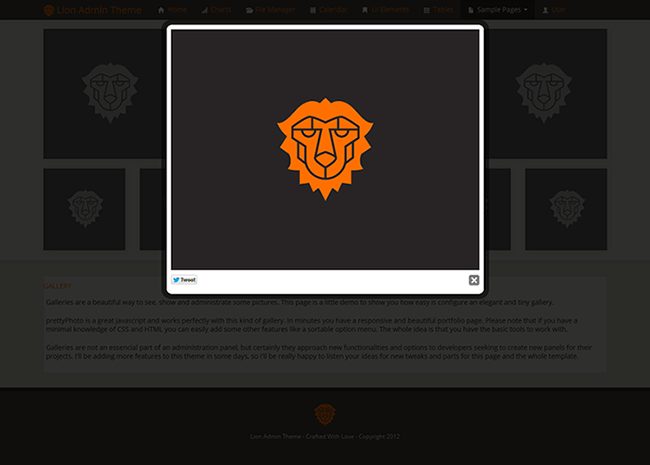 Lion Admin Theme Home Charts File Manager Calendar UI Elements Tables Sample Pages User
Tweet
GALLERY
Galleries are a beautiful way to see, show and administrate some pictures. This page is a little demo to show you how easy is configure an elegant and tiny gallery.
prettyPhoto is a great javascript and works perfectly with this kind of gallery. In minutes you have a responsive and beautiful portfolio page. Please note that if you have a
minimal knowledge of CSS and HTML you can easily add some other features like a sortable option menu. The whole idea is that you have the basic tools to work with.
Galleries are not an essencial part of an administration panel, but certainly they approach new functionalities and options to developers seeking to create new panels for their
projects. I'll be adding more features to this theme in some days, so I'll be really happy to listen your ideas for new tweaks and parts for this page and the whole template.
Lion Admin Theme - Crafted With Love - Copyright 2012